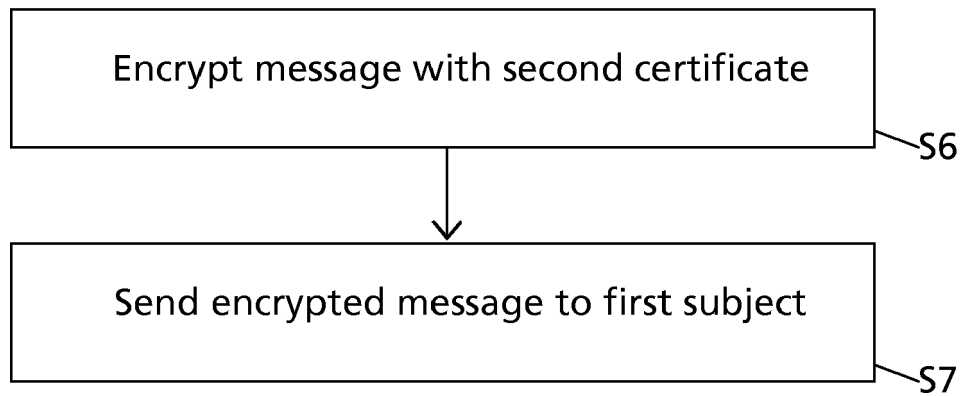 Encrypt message with second certificate
S6
Send encrypted message to first subject
S7